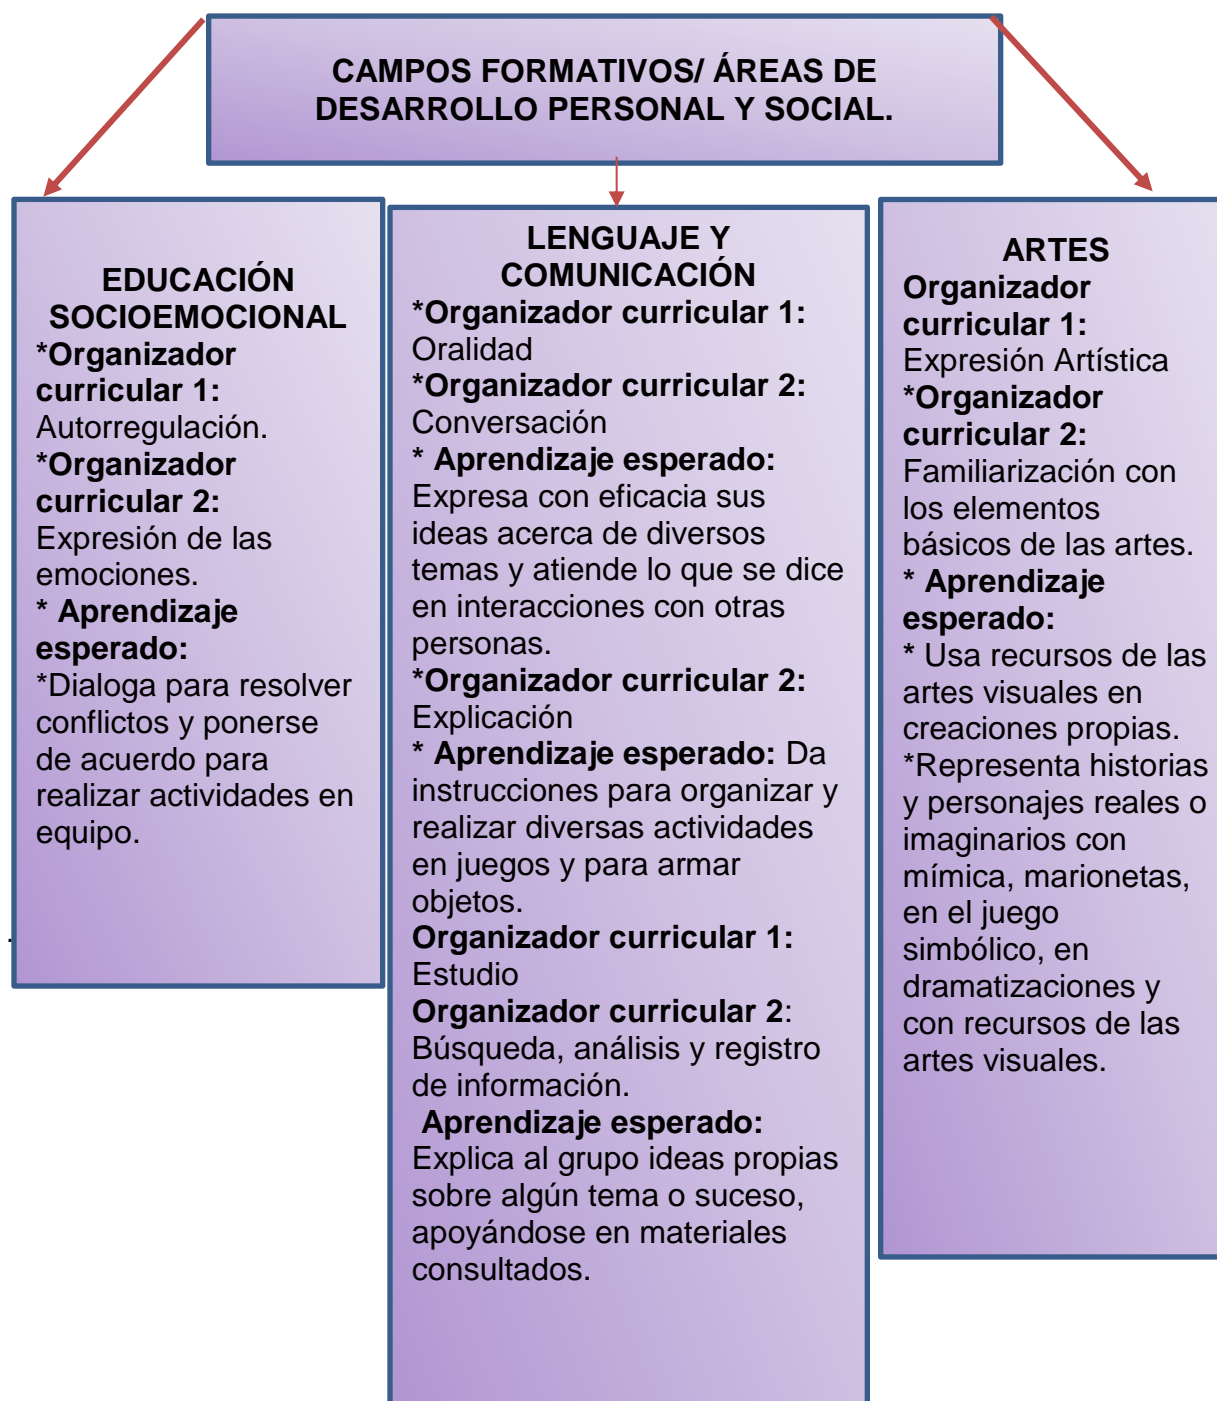 CAMPOS FORMATIVOS/ ÁREAS DE
DESARROLLO PERSONAL Y SOCIAL.
EDUCACIÓN
SOCIOEMOCIONAL
*Organizador
curricular 1:
Autorregulación.
*Organizador
curricular 2:
Expresión de las
emociones.
* Aprendizaje
esperado:
*Dialoga para resolver
conflictos y ponerse
de acuerdo para
realizar actividades en
equipo.
LENGUAJE Y
COMUNICACIÓN
*Organizador curricular 1:
Oralidad
*Organizador curricular 2:
Conversación
* Aprendizaje esperado:
Expresa con eficacia sus
ideas acerca de diversos
temas y atiende lo que se dice
en interacciones con otras
personas.
*Organizador curricular 2:
Explicación
* Aprendizaje esperado: Da
instrucciones para organizar y
realizar diversas actividades
en juegos y para armar
objetos.
Organizador curricular 1:
Estudio
Organizador curricular 2:
Búsqueda, análisis y registro
de información.
Aprendizaje esperado:
Explica al grupo ideas propias
sobre algún tema o suceso,
apoyándose en materiales
consultados.
ARTES
Organizador
curricular 1:
Expresión Artística
*Organizador
curricular 2:
Familiarización con
los elementos
básicos de las artes.
* Aprendizaje
esperado:
* Usa recursos de las
artes visuales en
creaciones propias.
*Representa historias
y personajes reales o
imaginarios con
mímica, marionetas,
en el juego
simbólico, en
dramatizaciones y
con recursos de las
artes visuales.